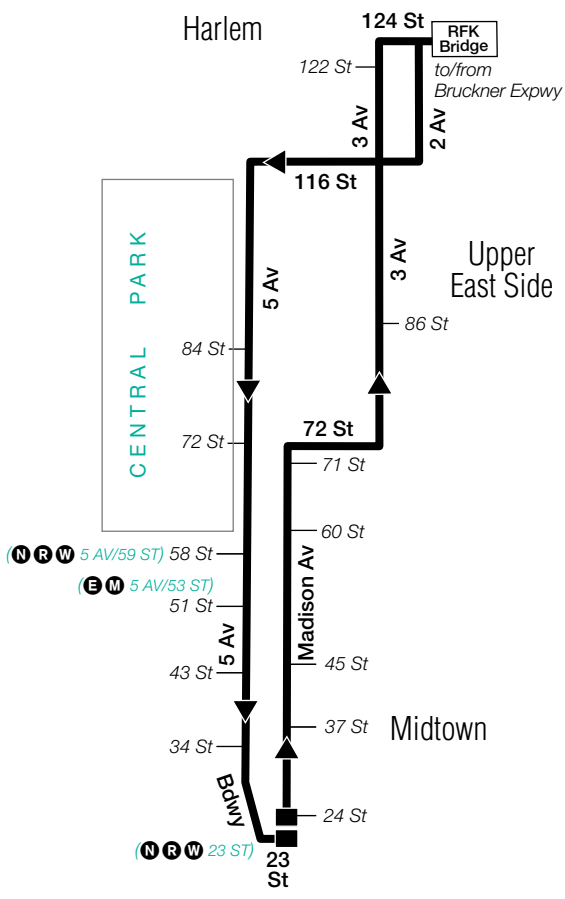 Harlem
124 St
RFK
Bridge
to/from
Bruckner Expwy
122 St
3 Av
2 Av
116 St
CENTRAL PARK
5 Av
3 Av
Upper
East Side
86 St
84 St
72 St
72 St
71 St
60 St
(N R W 5 AV/59 ST) 58 St
(E M 5 AV/53 ST)
51 St
5 Av
Madison Av
45 St
43 St
37 St
Midtown
34 St
Bdwy
24 St
(N R W 23 ST)
23
St